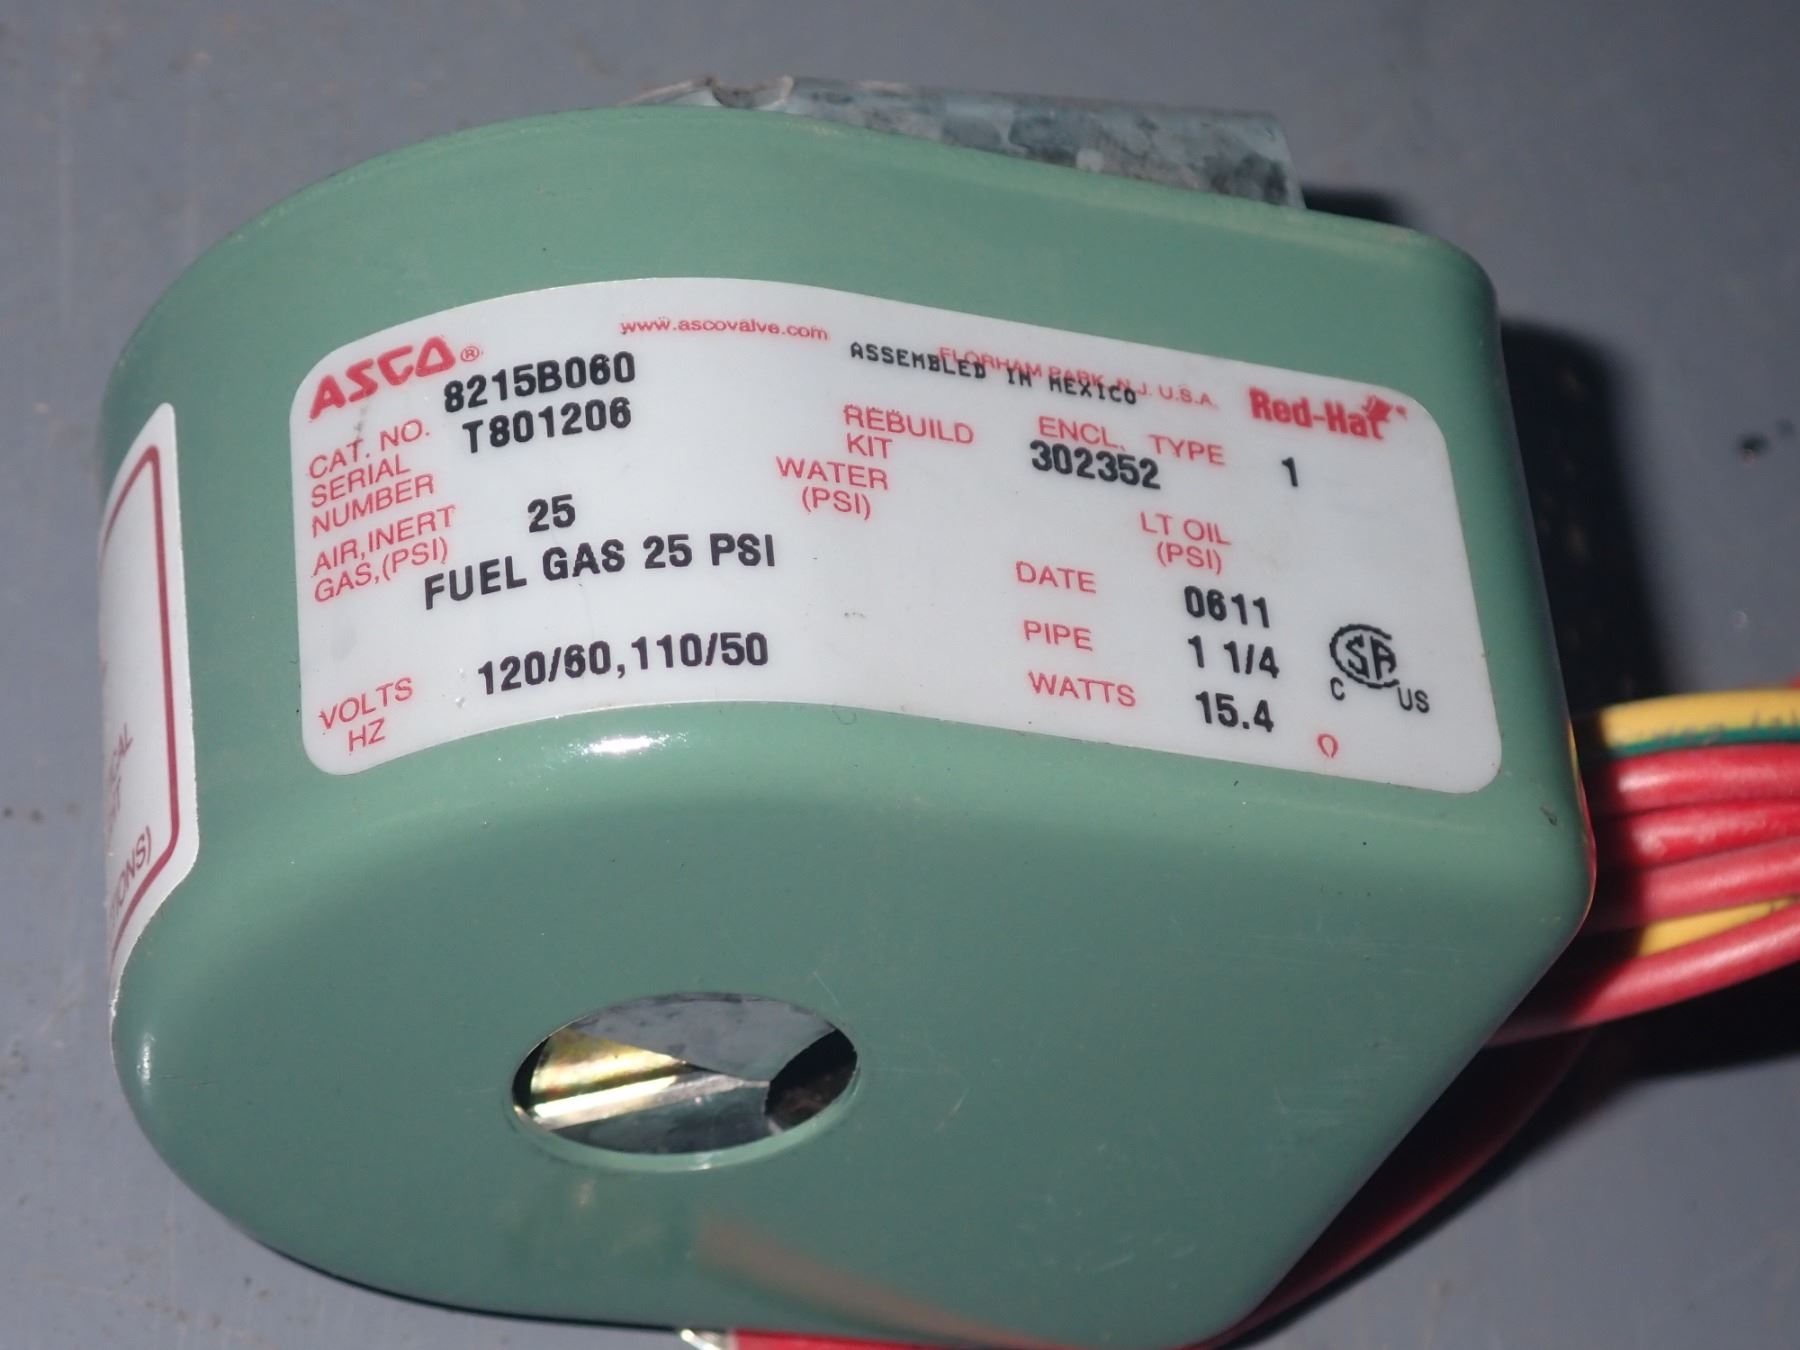 ASCO®
www.ascovalve.com
FLORHAM PARK, N.J. U.S.A.
ASSEMBLED IN MEXICO
Red-Hat
CAT. NO. 8215B060
SERIAL NUMBER T801206
REBUILD KIT 302352
ENCL. TYPE 1
AIR,INERT GAS,(PSI) 25
WATER (PSI)
LT OIL (PSI)
FUEL GAS 25 PSI
DATE 0611
PIPE 1 1/4
VOLTS HZ 120/60,110/50
WATTS 15.4
C SA US
0